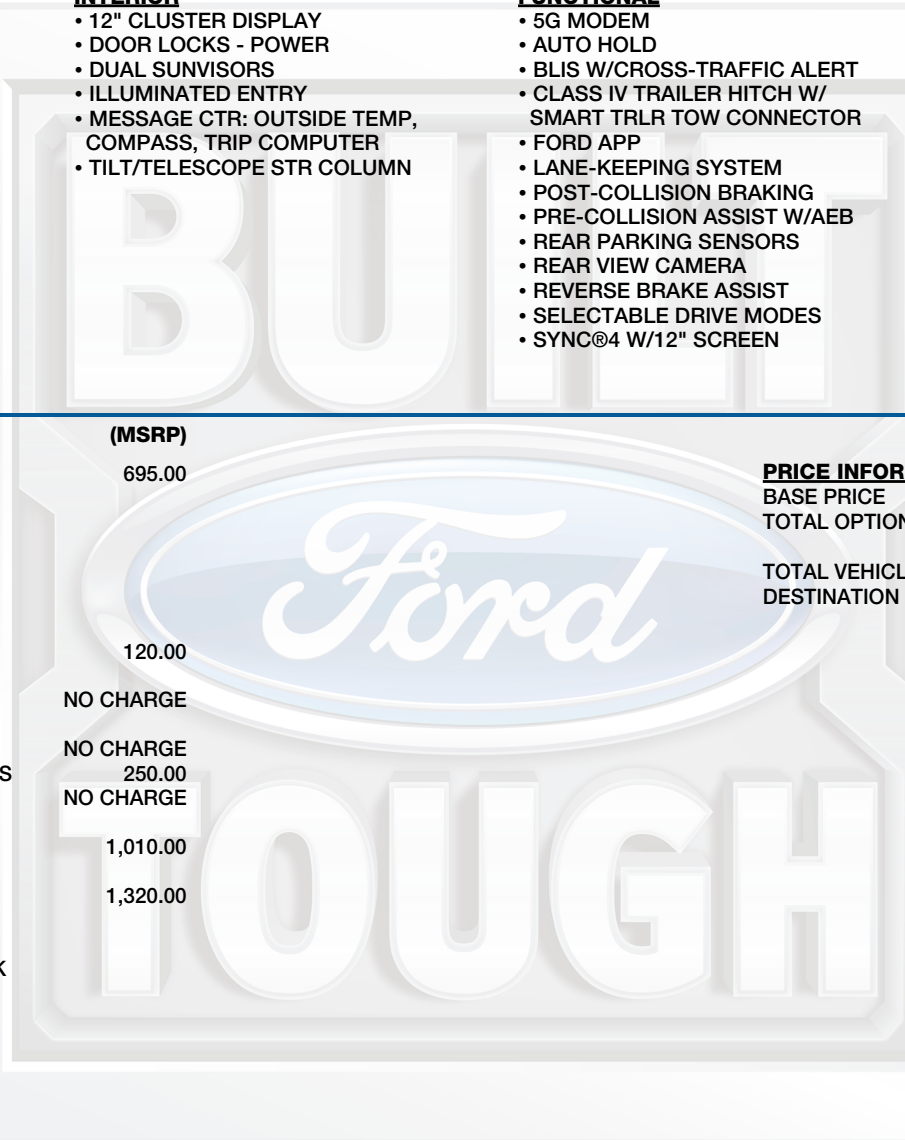 INTERIOR
• 12" CLUSTER DISPLAY
• DOOR LOCKS - POWER
• DUAL SUNVISORS
• ILLUMINATED ENTRY
• MESSAGE CTR: OUTSIDE TEMP,
COMPASS, TRIP COMPUTER
• TILT/TELESCOPE STR COLUMN
FUNCTIONAL
• 5G MODEM
• AUTO HOLD
• BLIS W/CROSS-TRAFFIC ALERT
• CLASS IV TRAILER HITCH W/
SMART TRLR TOW CONNECTOR
• FORD APP
• LANE-KEEPING SYSTEM
• POST-COLLISION BRAKING
• PRE-COLLISION ASSIST W/AEB
• REAR PARKING SENSORS
• REAR VIEW CAMERA
• REVERSE BRAKE ASSIST
• SELECTABLE DRIVE MODES
• SYNC®4 W/12" SCREEN
BUILT
(MSRP)
695.00
120.00
NO CHARGE
NO CHARGE
S 250.00
NO CHARGE
1,010.00
1,320.00
K
PRICE INFOR
BASE PRICE
TOTAL OPTION
TOTAL VEHICL
DESTINATION
Ford
TOUGH